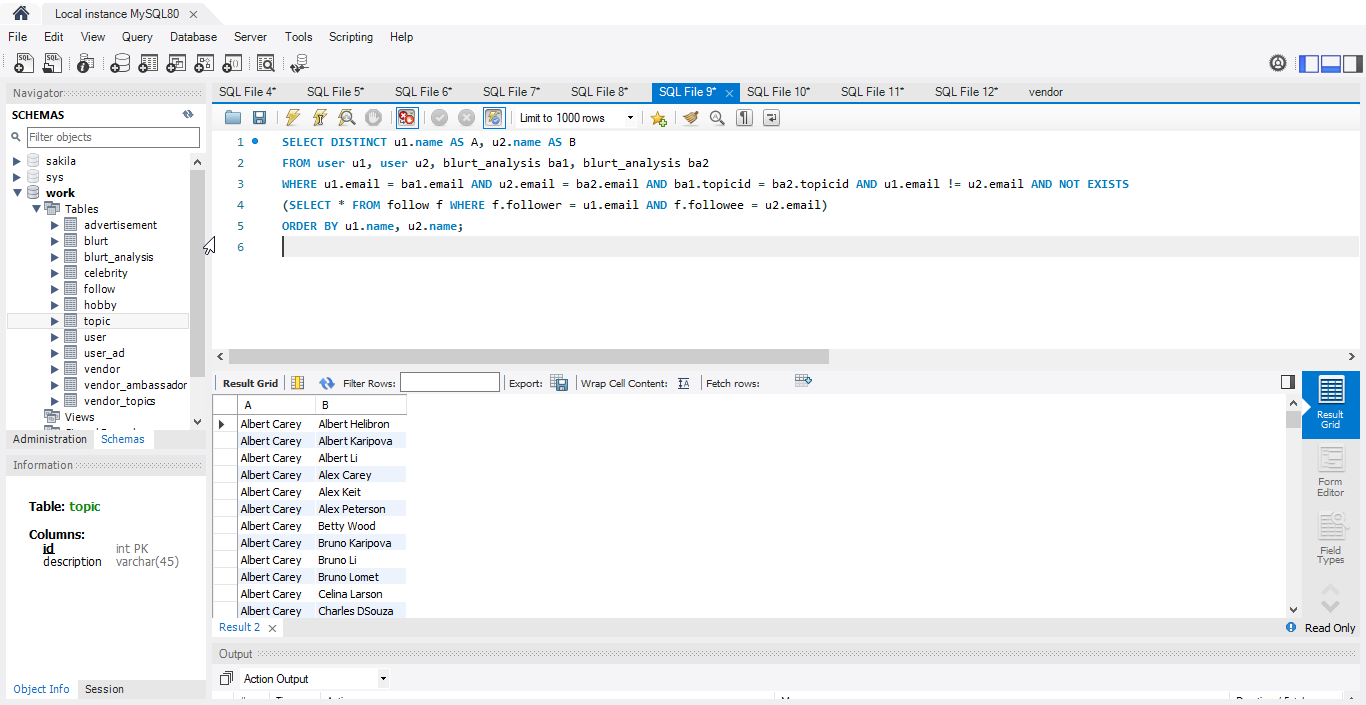 Local instance MySQL80
File Edit View Query Database Server Tools Scripting Help
Navigator
SCHEMAS
Filter objects
sakila
sys
work
Tables
advertisement
blurt
blurt_analysis
celebrity
follow
hobby
topic
user
user_ad
vendor
vendor_ambassador
vendor_topics
Views
Administration Schemas
Information
Table: topic
Columns:
id int PK
description varchar(45)
Object Info Session
SQL File 4* SQL File 5* SQL File 6* SQL File 7* SQL File 8* SQL File 9* SQL File 10* SQL File 11* SQL File 12* vendor
Limit to 1000 rows
1 SELECT DISTINCT u1.name AS A, u2.name AS B
2 FROM user u1, user u2, blurt_analysis ba1, blurt_analysis ba2
3 WHERE u1.email = ba1.email AND u2.email = ba2.email AND ba1.topicid = ba2.topicid AND u1.email != u2.email AND NOT EXISTS
4 (SELECT * FROM follow f WHERE f.follower = u1.email AND f.followee = u2.email)
5 ORDER BY u1.name, u2.name;
6
Result Grid Filter Rows: Export: Wrap Cell Content: Fetch rows:
A B
Albert Carey Albert Helibron
Albert Carey Albert Karipova
Albert Carey Albert Li
Albert Carey Alex Carey
Albert Carey Alex Keit
Albert Carey Alex Peterson
Albert Carey Betty Wood
Albert Carey Bruno Karipova
Albert Carey Bruno Li
Albert Carey Bruno Lomet
Albert Carey Celina Larson
Albert Carey Charles DSouza
Result Grid
Form Editor
Field Types
Result 2
Read Only
Output
Action Output